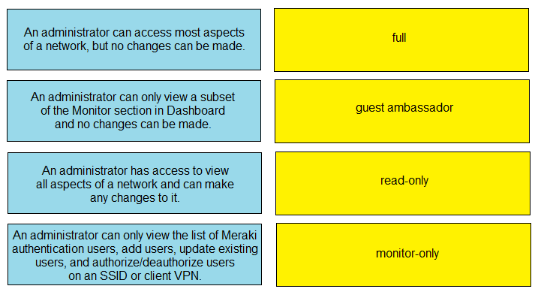 An administrator can access most aspects
of a network, but no changes can be made.
full
An administrator can only view a subset
of the Monitor section in Dashboard
and no changes can be made.
guest ambassador
An administrator has access to view
all aspects of a network and can make
any changes to it.
read-only
An administrator can only view the list of Meraki
authentication users, add users, update existing
users, and authorize/deauthorize users
on an SSID or client VPN.
monitor-only